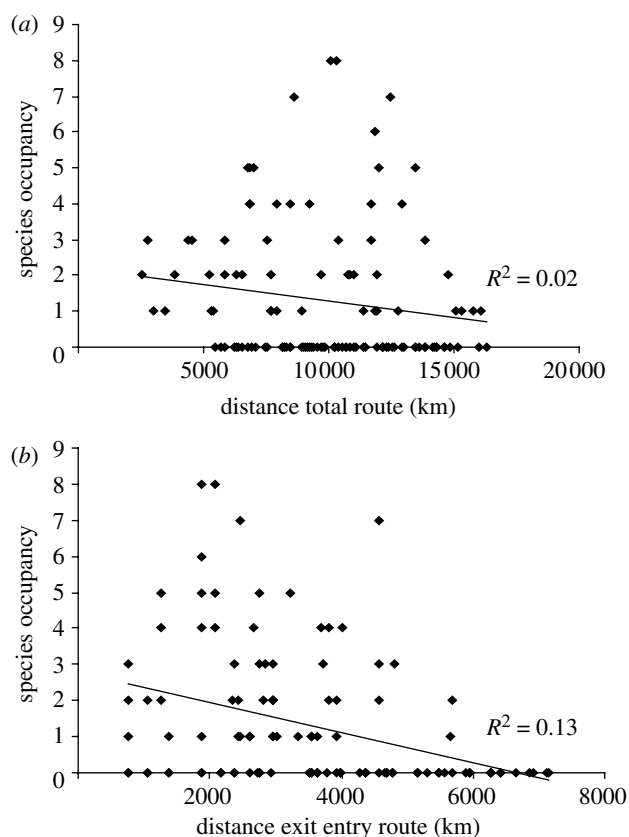 (a)
9
8
7
6
5
4
3
2
1
0
species occupancy
R² = 0.02
5000 10000 15000 20000
distance total route (km)
(b)
9
8
7
6
5
4
3
2
1
0
species occupancy
R² = 0.13
2000 4000 6000 8000
distance exit entry route (km)